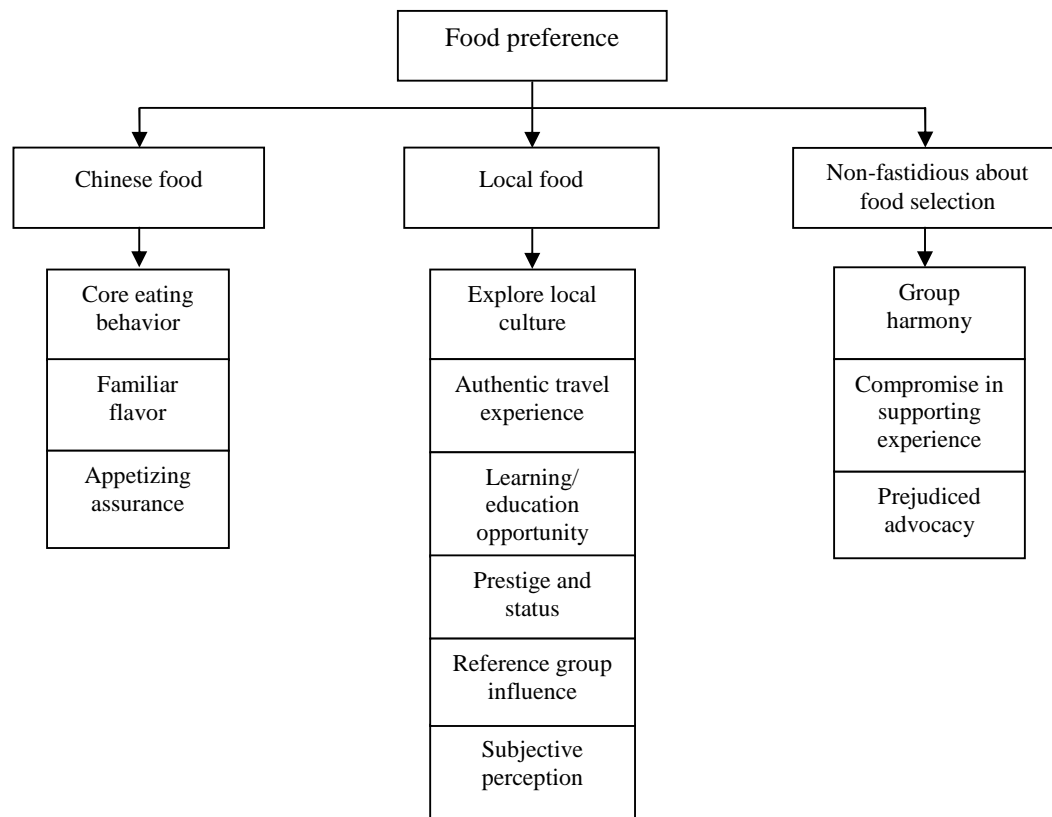 Food preference
Chinese food
Local food
Non-fastidious about
food selection
Core eating
behavior
Familiar
flavor
Appetizing
assurance
Explore local
culture
Authentic travel
experience
Learning/
education
opportunity
Prestige and
status
Reference group
influence
Subjective
perception
Group
harmony
Compromise in
supporting
experience
Prejudiced
advocacy